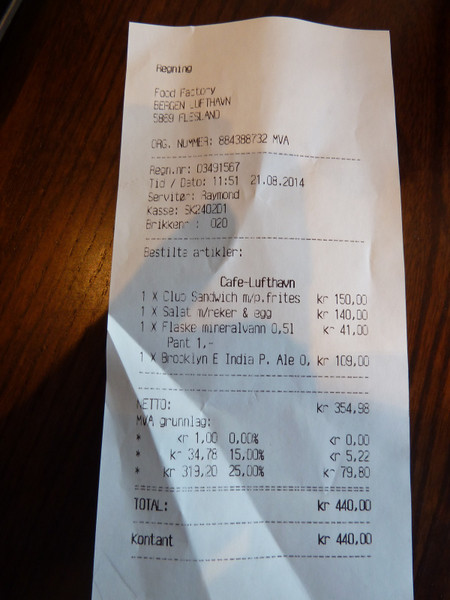 Regning
Food Factory
BERGEN LUFTHAVN
5869 FLESLAND
ORG. NUMMER: 884388732 MVA
Regn.nr: 03491567
Tid / Dato: 11:51 21.08.2014
Servitør: Raymond
Kasse: SK240201
Brikkenr : 020
Bestilte artikler:
Cafe-Lufthavn
1 X Club Sandwich m/p.frites kr 150,00
1 X Salat m/reker & egg kr 140,00
1 X Flaske mineralvann 0,5l kr 41,00
Pant 1,-
1 X Brooklyn E India P. Ale 0, kr 109,00
NETTO: kr 354,98
MVA grunnlag:
* kr 1,00 0,00% kr 0,00
* kr 34,78 15,00% kr 5,22
* kr 319,20 25,00% kr 79,80
TOTAL: kr 440,00
Kontant kr 440,00